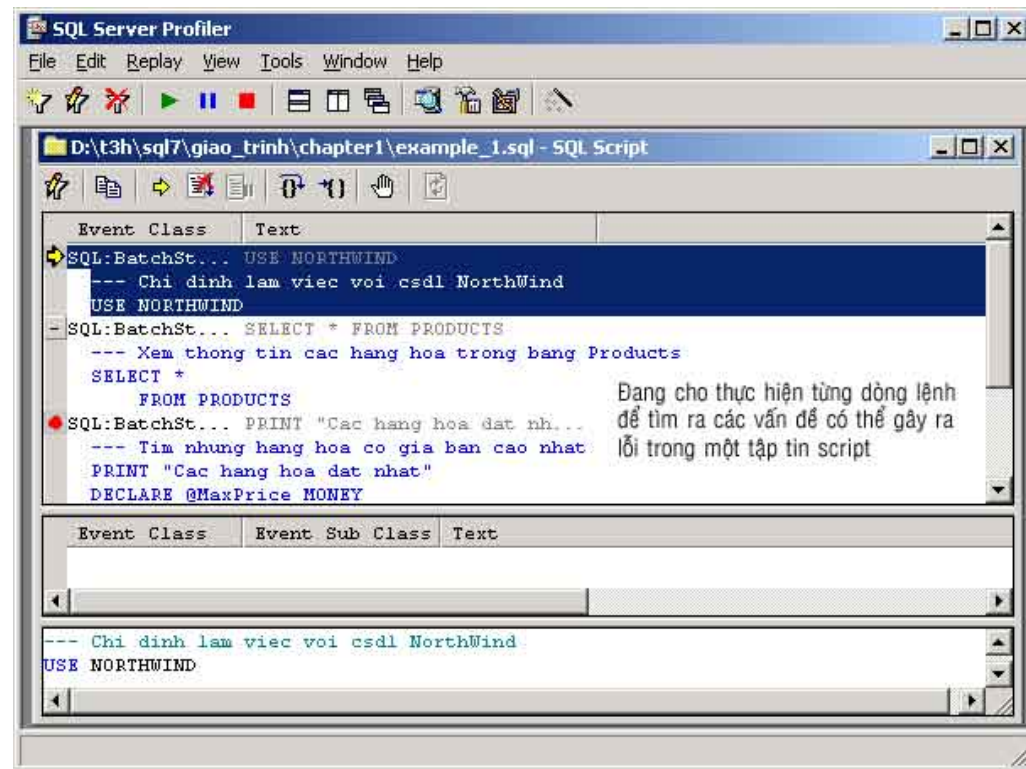 SQL Server Profiler
File Edit Replay View Tools Window Help
D:\t3h\sql7\giao_trinh\chapter1\example_1.sql - SQL Script
Event Class Text
SQL:BatchSt... USE NORTHWIND
--- Chi dinh lam viec voi csdl NorthWind
USE NORTHWIND
SQL:BatchSt... SELECT * FROM PRODUCTS
--- Xem thong tin cac hang hoa trong bang Products
SELECT *
FROM PRODUCTS
SQL:BatchSt... PRINT "Cac hang hoa dat nh...
--- Tim nhung hang hoa co gia ban cao nhat
PRINT "Cac hang hoa dat nhat"
DECLARE @MaxPrice MONEY
Đang cho thực hiện từng dòng lệnh
để tìm ra các vấn đề có thể gây ra
lỗi trong một tập tin script
Event Class Event Sub Class Text
--- Chi dinh lam viec voi csdl NorthWind
USE NORTHWIND